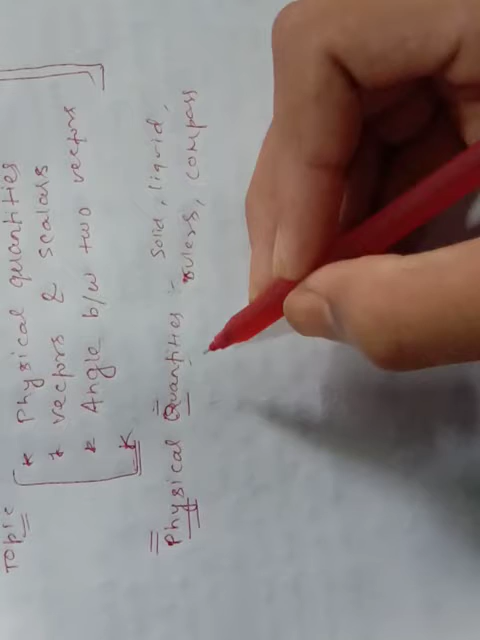 Topic
* Physical quantities
* vectors & scalars
* Angle b/w two vectors
*
Physical Quantities :- Solid, liquid,
rulers, compass